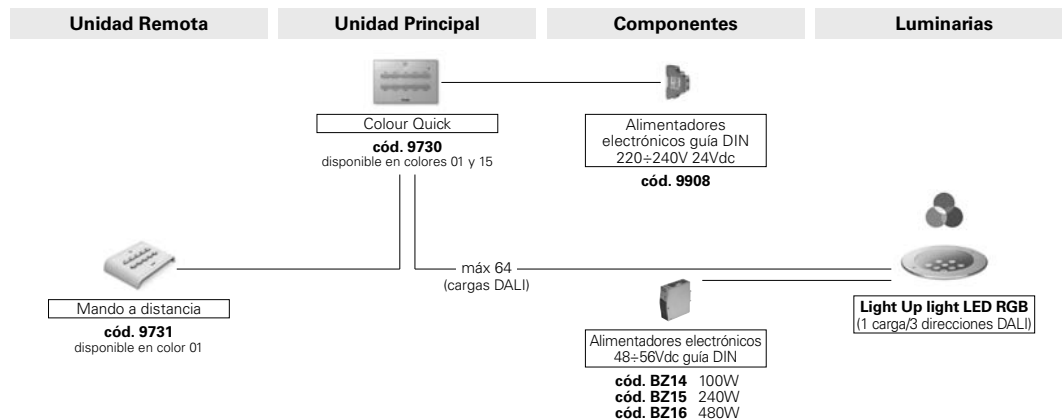 Unidad Remota
Unidad Principal
Componentes
Luminarias
Colour Quick
cód. 9730
disponible en colores 01 y 15
Alimentadores
electrónicos guía DIN
220÷240V 24Vdc
cód. 9908
Mando a distancia
cód. 9731
disponible en color 01
máx 64
(cargas DALI)
Alimentadores electrónicos
48÷56Vdc guía DIN
cód. BZ14 100W
cód. BZ15 240W
cód. BZ16 480W
Light Up light LED RGB
(1 carga/3 direcciones DALI)